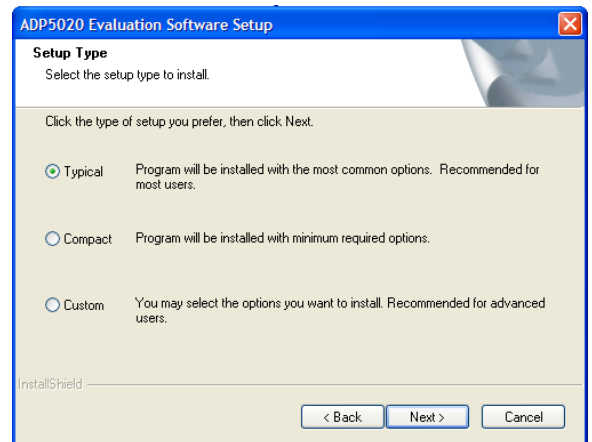 ADP5020 Evaluation Software Setup
Setup Type
Select the setup type to install.
Click the type of setup you prefer, then click Next.
Typical
Program will be installed with the most common options. Recommended for
most users.
Compact
Program will be installed with minimum required options.
Custom
You may select the options you want to install. Recommended for advanced
users.
InstallShield
< Back
Next >
Cancel